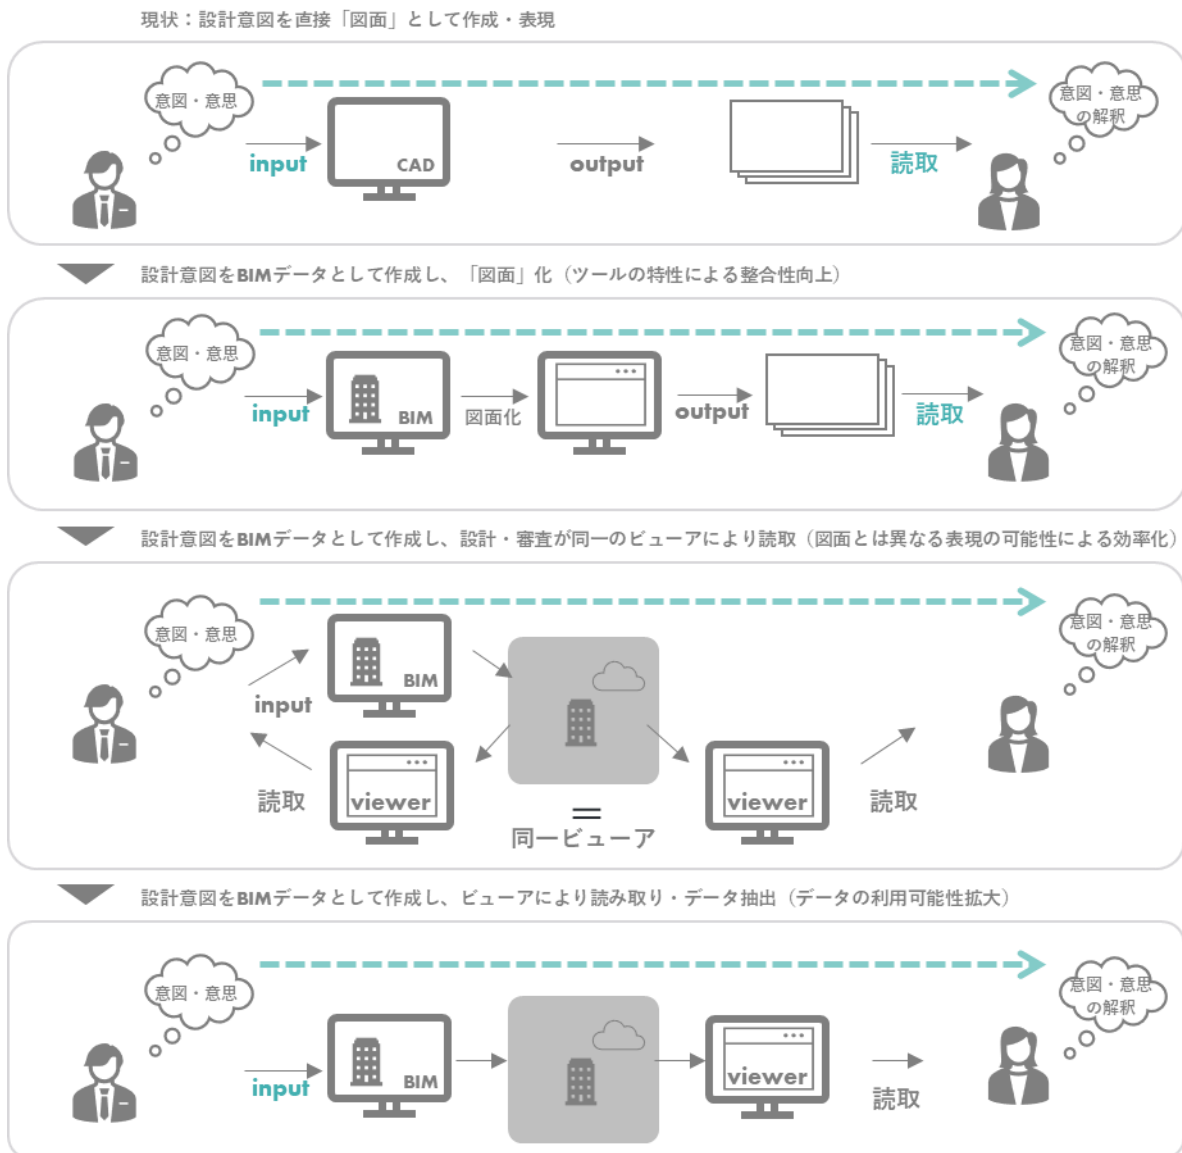 現状：設計意図を直接「図面」として作成・表現
意図・意思
意図・意思
の解釈
input
CAD
output
読取
設計意図をBIMデータとして作成し、「図面」化（ツールの特性による整合性向上）
意図・意思
意図・意思
の解釈
input
BIM
図面化
output
読取
設計意図をBIMデータとして作成し、設計・審査が同一のビューアにより読取（図面とは異なる表現の可能性による効率化）
意図・意思
意図・意思
の解釈
input
BIM
読取
viewer
viewer
読取
＝
同一ビューア
設計意図をBIMデータとして作成し、ビューアにより読み取り・データ抽出（データの利用可能性拡大）
意図・意思
意図・意思
の解釈
input
BIM
viewer
読取